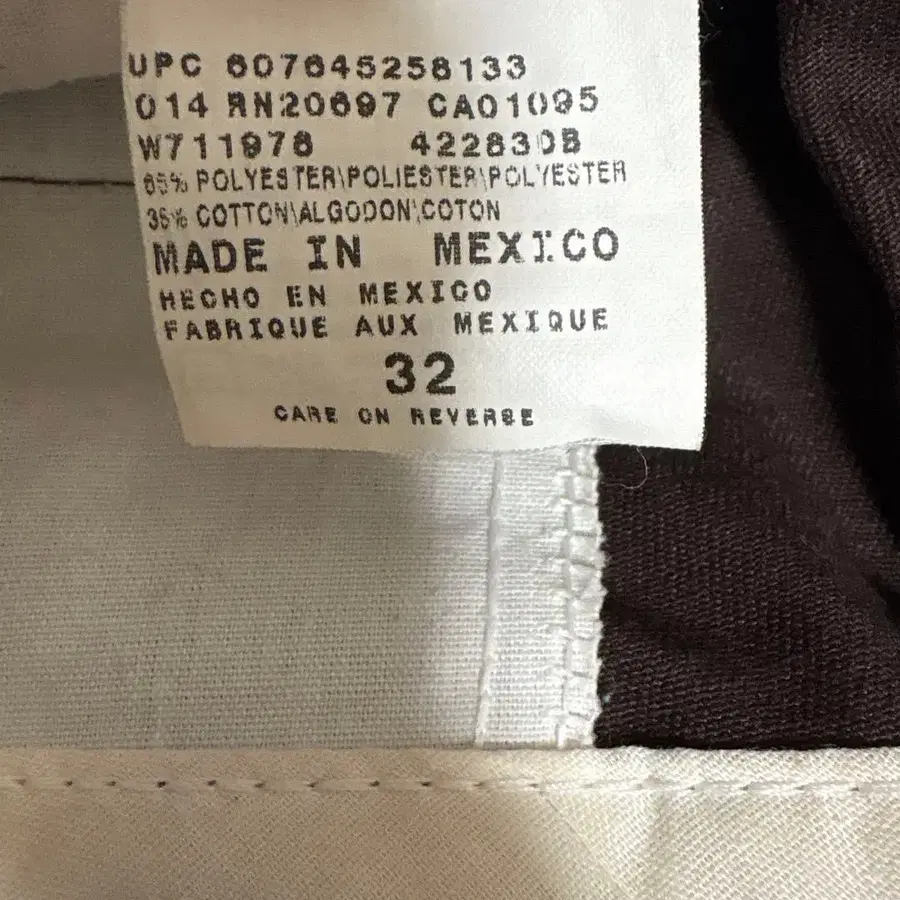 UPC 607645258133
014 RN20697 CA01095
W711978 422830B
65% POLYESTER\POLIESTER\POLYESTER
35% COTTON\ALGODON\COTON
MADE IN MEXICO
HECHO EN MEXICO
FABRIQUE AUX MEXIQUE
32
CARE ON REVERSE